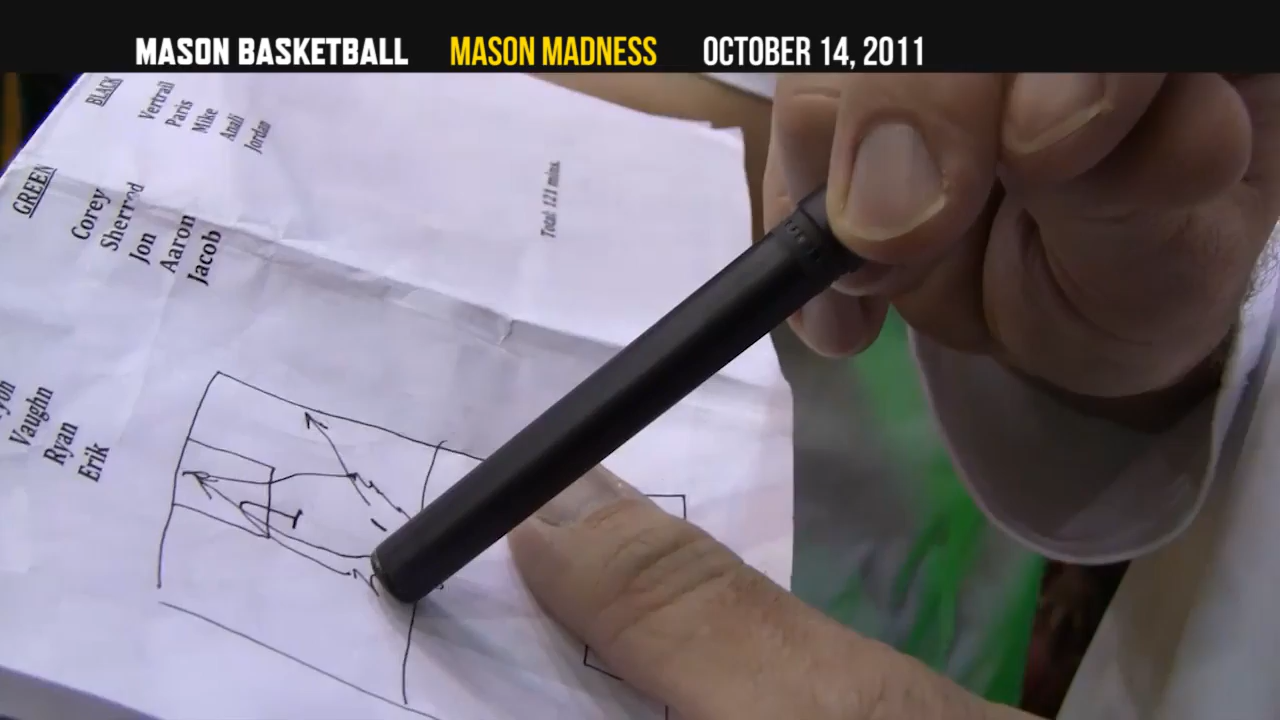 MASON BASKETBALL MASON MADNESS OCTOBER 14, 2011
BLACK
Vertrail
Paris
Mike
Anali
Jordan
GREEN
Corey
Sherrod
Jon
Aaron
Jacob
Total: 121 mins.
Vaughn
Ryan
Erik